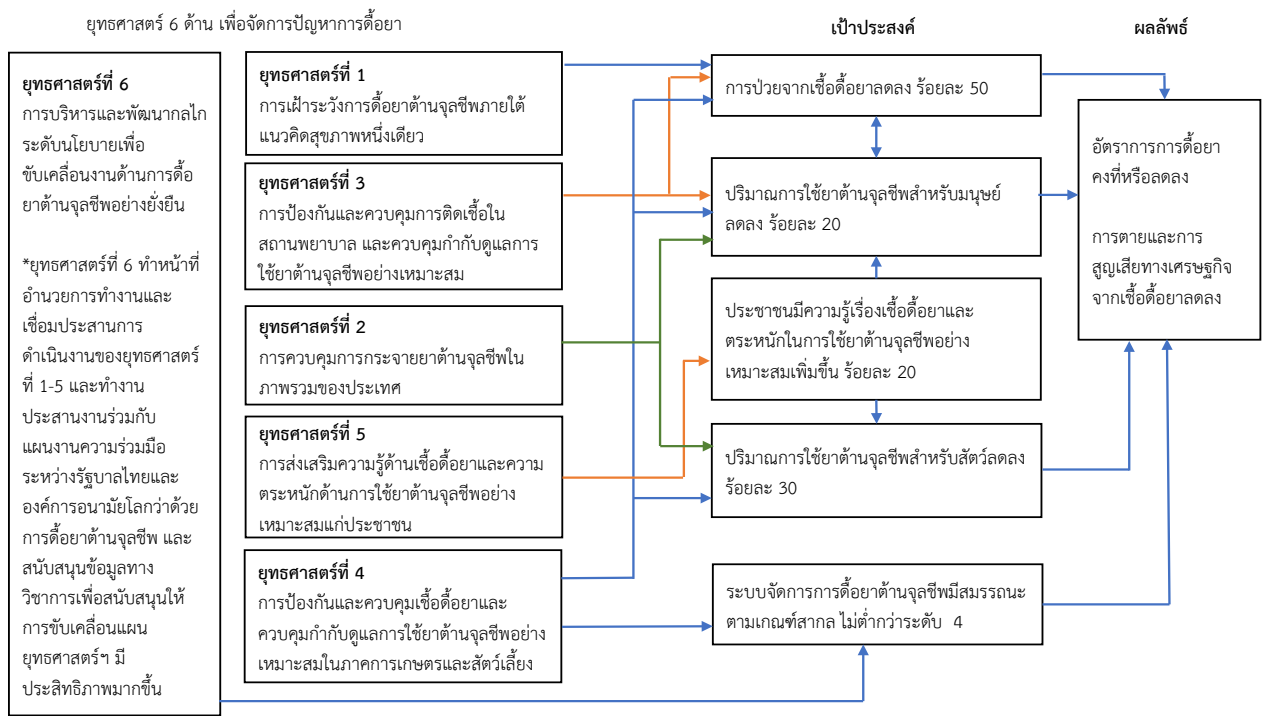 ยุทธศาสตร์ 6 ด้าน เพื่อจัดการปัญหาการดื้อยา
เป้าประสงค์
ผลลัพธ์
ยุทธศาสตร์ที่ 6
การบริหารและพัฒนากลไก
ระดับนโยบายเพื่อ
ขับเคลื่อนงานด้านการดื้อ
ยาต้านจุลชีพอย่างยั่งยืน
*ยุทธศาสตร์ที่ 6 ทำหน้าที่
อำนวยการทำงานและ
เชื่อมประสานการ
ดำเนินงานของยุทธศาสตร์
ที่ 1-5 และทำงาน
ประสานงานร่วมกับ
แผนงานความร่วมมือ
ระหว่างรัฐบาลไทยและ
องค์การอนามัยโลกว่าด้วย
การดื้อยาต้านจุลชีพ และ
สนับสนุนข้อมูลทาง
วิชาการเพื่อสนับสนุนให้
การขับเคลื่อนแผน
ยุทธศาสตร์ฯ มี
ประสิทธิภาพมากขึ้น
ยุทธศาสตร์ที่ 1
การเฝ้าระวังการดื้อยาต้านจุลชีพภายใต้
แนวคิดสุขภาพหนึ่งเดียว
ยุทธศาสตร์ที่ 3
การป้องกันและควบคุมการติดเชื้อใน
สถานพยาบาล และควบคุมกำกับดูแลการ
ใช้ยาต้านจุลชีพอย่างเหมาะสม
ยุทธศาสตร์ที่ 2
การควบคุมการกระจายยาต้านจุลชีพใน
ภาพรวมของประเทศ
ยุทธศาสตร์ที่ 5
การส่งเสริมความรู้ด้านเชื้อดื้อยาและความ
ตระหนักด้านการใช้ยาต้านจุลชีพอย่าง
เหมาะสมแก่ประชาชน
ยุทธศาสตร์ที่ 4
การป้องกันและควบคุมเชื้อดื้อยาและ
ควบคุมกำกับดูแลการใช้ยาต้านจุลชีพอย่าง
เหมาะสมในภาคการเกษตรและสัตว์เลี้ยง
การป่วยจากเชื้อดื้อยาลดลง ร้อยละ 50
ปริมาณการใช้ยาต้านจุลชีพสำหรับมนุษย์
ลดลง ร้อยละ 20
ประชาชนมีความรู้เรื่องเชื้อดื้อยาและ
ตระหนักในการใช้ยาต้านจุลชีพอย่าง
เหมาะสมเพิ่มขึ้น ร้อยละ 20
ปริมาณการใช้ยาต้านจุลชีพสำหรับสัตว์ลดลง
ร้อยละ 30
ระบบจัดการการดื้อยาต้านจุลชีพมีสมรรถนะ
ตามเกณฑ์สากล ไม่ต่ำกว่าระดับ 4
อัตราการการดื้อยา
คงที่หรือลดลง
การตายและการ
สูญเสียทางเศรษฐกิจ
จากเชื้อดื้อยาลดลง